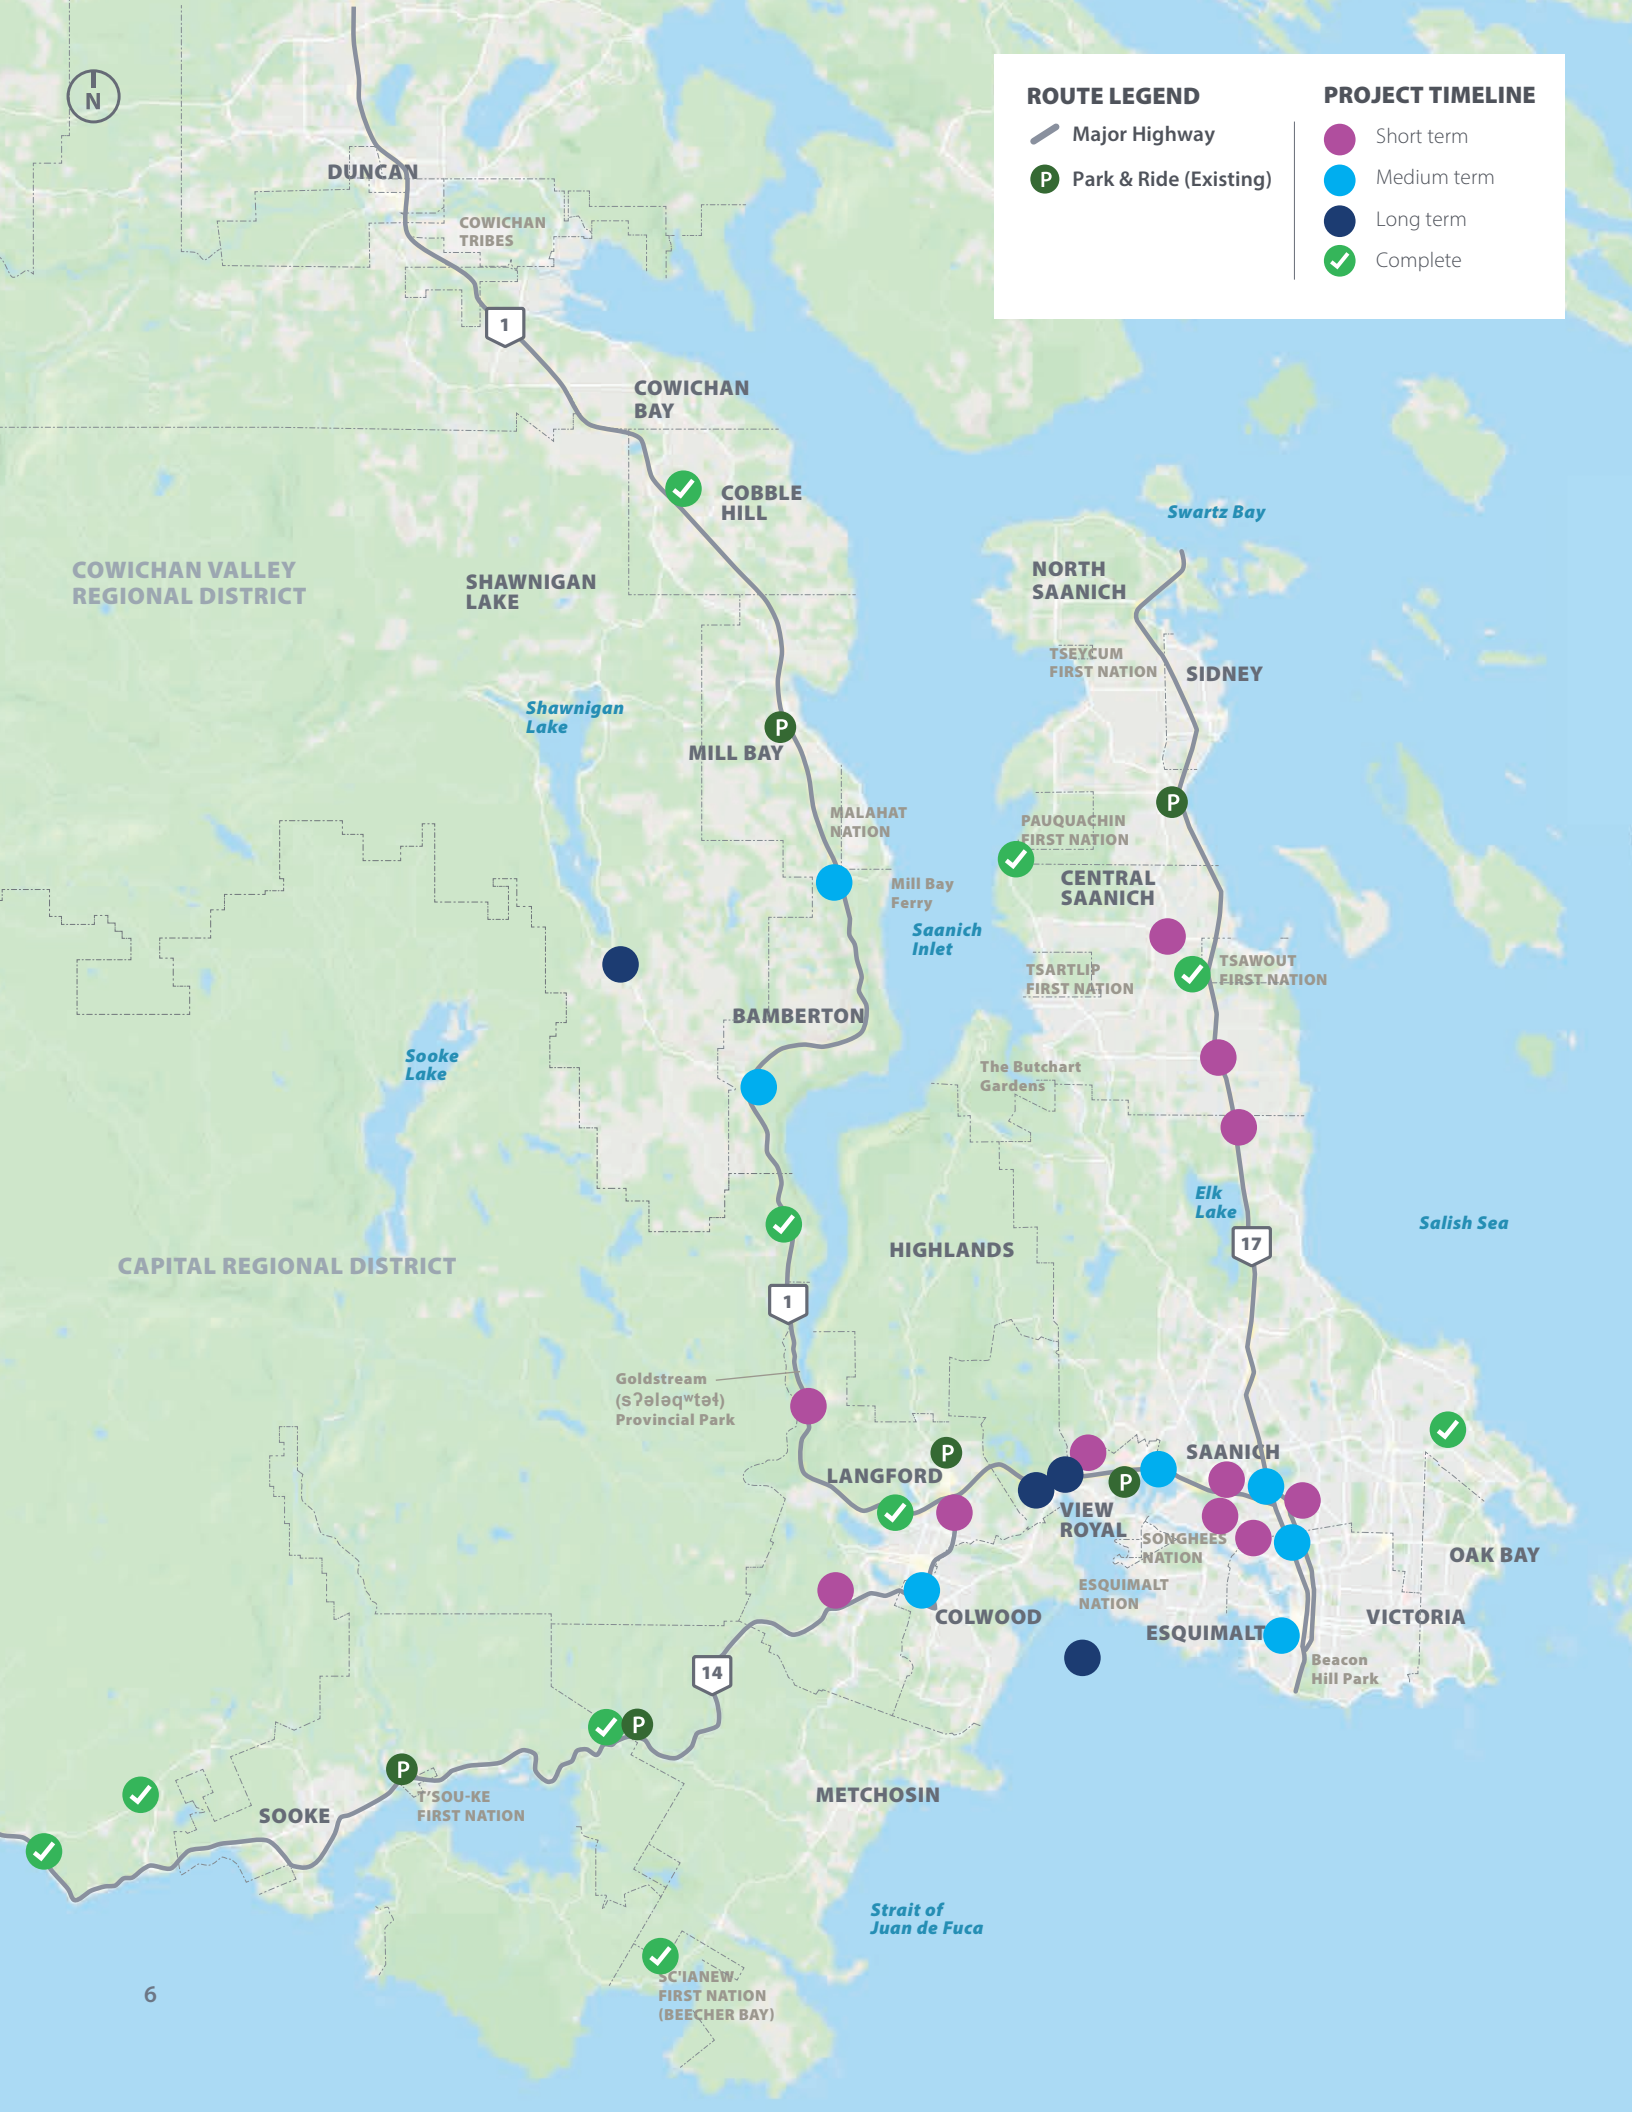 N
ROUTE LEGEND
Major Highway
P
Park & Ride (Existing)
PROJECT TIMELINE
Short term
Medium term
Long term
Complete
DUNCAN
COWICHAN
TRIBES
1
COWICHAN
BAY
COBBLE
HILL
COWICHAN VALLEY
REGIONAL DISTRICT
SHAWNIGAN
LAKE
Swartz Bay
NORTH
SAANICH
TSEYCUM
FIRST NATION
SIDNEY
Shawnigan
Lake
P
MILL BAY
P
MALAHAT
NATION
PAUQUACHIN
FIRST NATION
CENTRAL
SAANICH
Mill Bay
Ferry
Saanich
Inlet
TSARTLIP
FIRST NATION
TSAWOUT
FIRST NATION
BAMBERTON
Sooke
Lake
The Butchart
Gardens
Elk
Lake
Salish Sea
17
HIGHLANDS
CAPITAL REGIONAL DISTRICT
1
Goldstream
(sʔələqʷtəɬ)
Provincial Park
P
LANGFORD
SAANICH
P
VIEW
ROYAL
SONGHEES
NATION
OAK BAY
ESQUIMALT
NATION
COLWOOD
ESQUIMALT
VICTORIA
Beacon
Hill Park
14
P
P
T'SOU-KE
FIRST NATION
SOOKE
METCHOSIN
Strait of
Juan de Fuca
SC'IANEW
FIRST NATION
(BEECHER BAY)
6